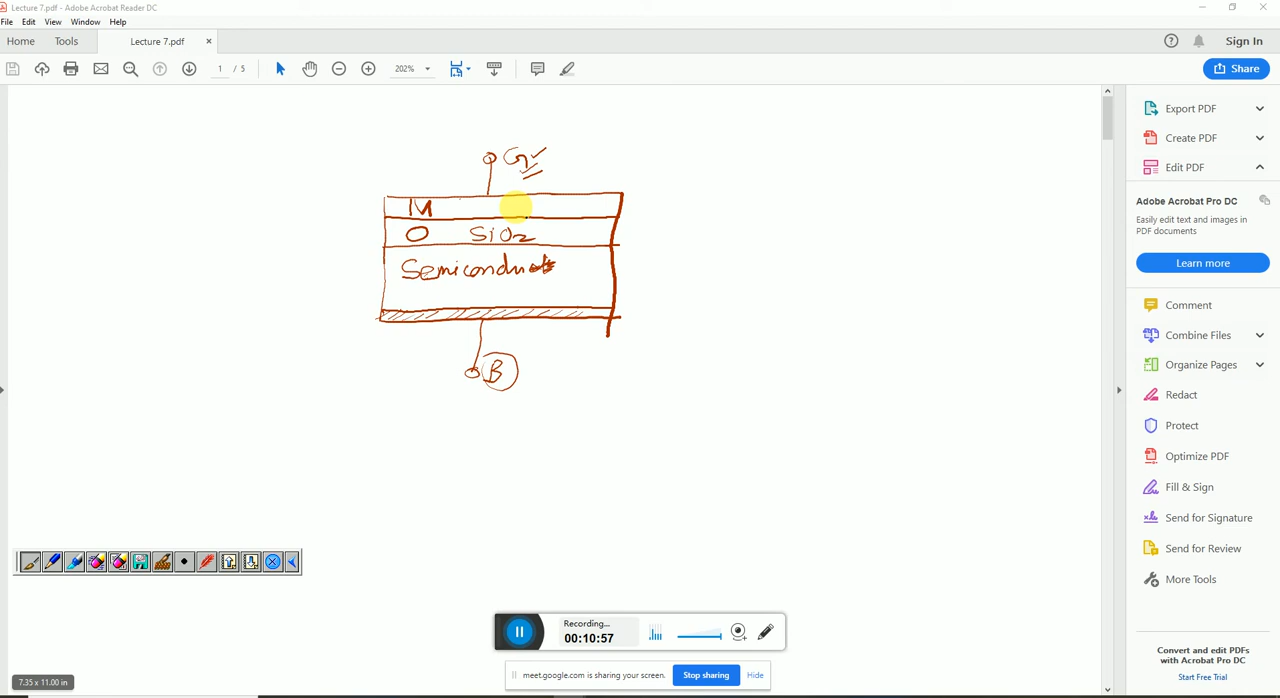 Lecture 7.pdf - Adobe Acrobat Reader DC
File Edit View Window Help
Home Tools Lecture 7.pdf × Sign In
1 / 5 202% Share
G
M
O SiO2
Semiconduct
B
Export PDF
Create PDF
Edit PDF
Adobe Acrobat Pro DC
Easily edit text and images in
PDF documents
Learn more
Comment
Combine Files
Organize Pages
Redact
Protect
Optimize PDF
Fill & Sign
Send for Signature
Send for Review
More Tools
Convert and edit PDFs
with Acrobat Pro DC
Start Free Trial
Recording...
00:10:57
meet.google.com is sharing your screen. Stop sharing Hide
7.35 x 11.00 in